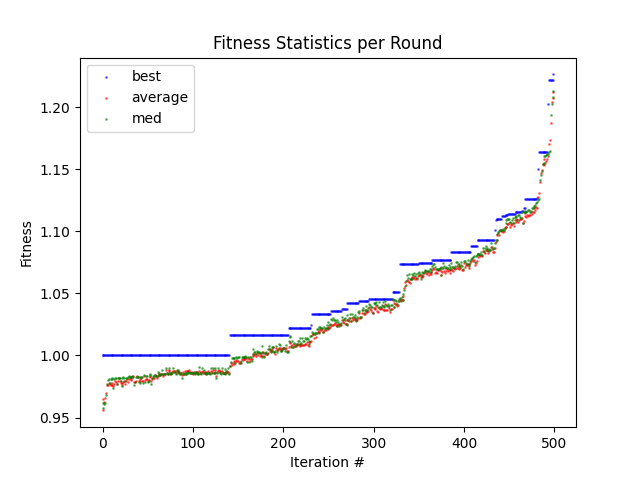 Fitness Statistics per Round
best
average
med
1.20
1.15
1.10
1.05
1.00
0.95
Fitness
0 100 200 300 400 500
Iteration #